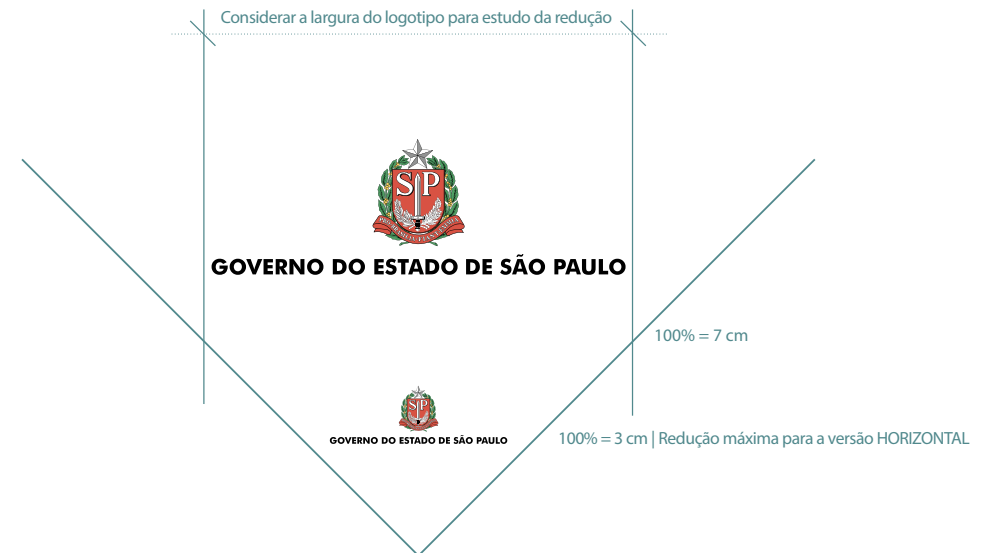 Considerar a largura do logotipo para estudo da redução
SP
GOVERNO DO ESTADO DE SÃO PAULO
100% = 7 cm
SP
GOVERNO DO ESTADO DE SÃO PAULO
100% = 3 cm | Redução máxima para a versão HORIZONTAL